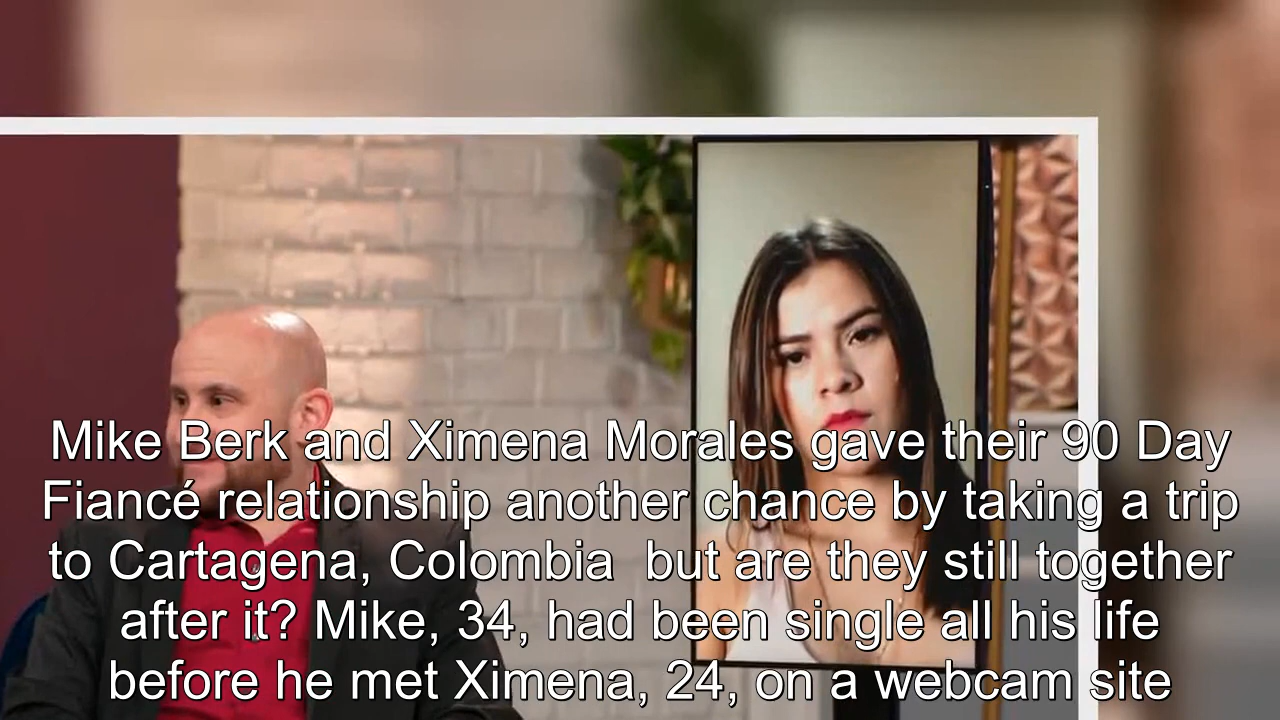 Mike Berk and Ximena Morales gave their 90 Day
Fiancé relationship another chance by taking a trip
to Cartagena, Colombia  but are they still together
after it? Mike, 34, had been single all his life
before he met Ximena, 24, on a webcam site